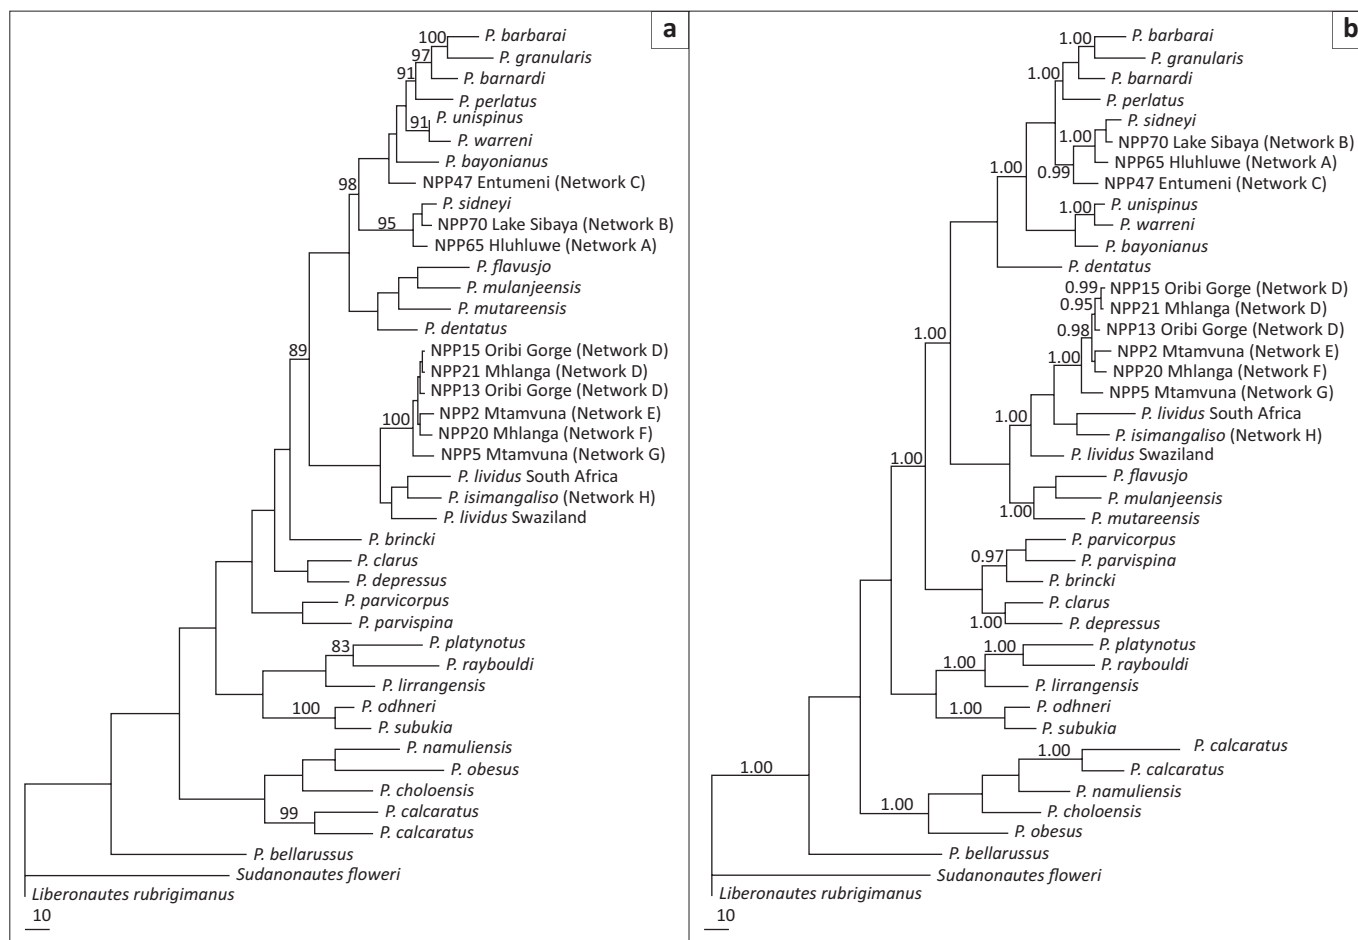 a
100
P. barbarai
97
P. granularis
91
P. barnardi
P. perlatus
P. unispinus
91
P. warreni
P. bayonianus
98
NPP47 Entumeni (Network C)
P. sidneyi
95
NPP70 Lake Sibaya (Network B)
NPP65 Hluhluwe (Network A)
P. flavusjo
P. mulanjeensis
P. mutareensis
P. dentatus
89
NPP15 Oribi Gorge (Network D)
NPP21 Mhlanga (Network D)
NPP13 Oribi Gorge (Network D)
NPP2 Mtamvuna (Network E)
100
NPP20 Mhlanga (Network F)
NPP5 Mtamvuna (Network G)
P. lividus South Africa
P. isimangaliso (Network H)
P. lividus Swaziland
P. brincki
P. clarus
P. depressus
P. parvicorpus
P. parvispina
83
P. platynotus
P. raybouldi
P. lirrangensis
100
P. odhneri
P. subukia
P. namuliensis
P. obesus
P. choloensis
99
P. calcaratus
P. calcaratus
P. bellarussus
Sudanonautes floweri
Liberonautes rubrigimanus
10
b
1.00
P. barbarai
P. granularis
1.00
P. barnardi
P. perlatus
P. sidneyi
1.00
NPP70 Lake Sibaya (Network B)
NPP65 Hluhluwe (Network A)
1.00
0.99
NPP47 Entumeni (Network C)
1.00
P. unispinus
P. warreni
P. bayonianus
P. dentatus
0.99
NPP15 Oribi Gorge (Network D)
0.95
NPP21 Mhlanga (Network D)
1.00
0.98
NPP13 Oribi Gorge (Network D)
1.00
NPP2 Mtamvuna (Network E)
NPP20 Mhlanga (Network F)
NPP5 Mtamvuna (Network G)
1.00
P. lividus South Africa
P. isimangaliso (Network H)
1.00
P. lividus Swaziland
P. flavusjo
P. mulanjeensis
1.00
P. mutareensis
P. parvicorpus
0.97
P. parvispina
P. brincki
P. clarus
1.00
P. depressus
1.00
P. platynotus
1.00
P. raybouldi
P. lirrangensis
1.00
P. odhneri
P. subukia
1.00
P. calcaratus
1.00
P. calcaratus
P. namuliensis
1.00
P. choloensis
P. obesus
P. bellarussus
Sudanonautes floweri
Liberonautes rubrigimanus
10